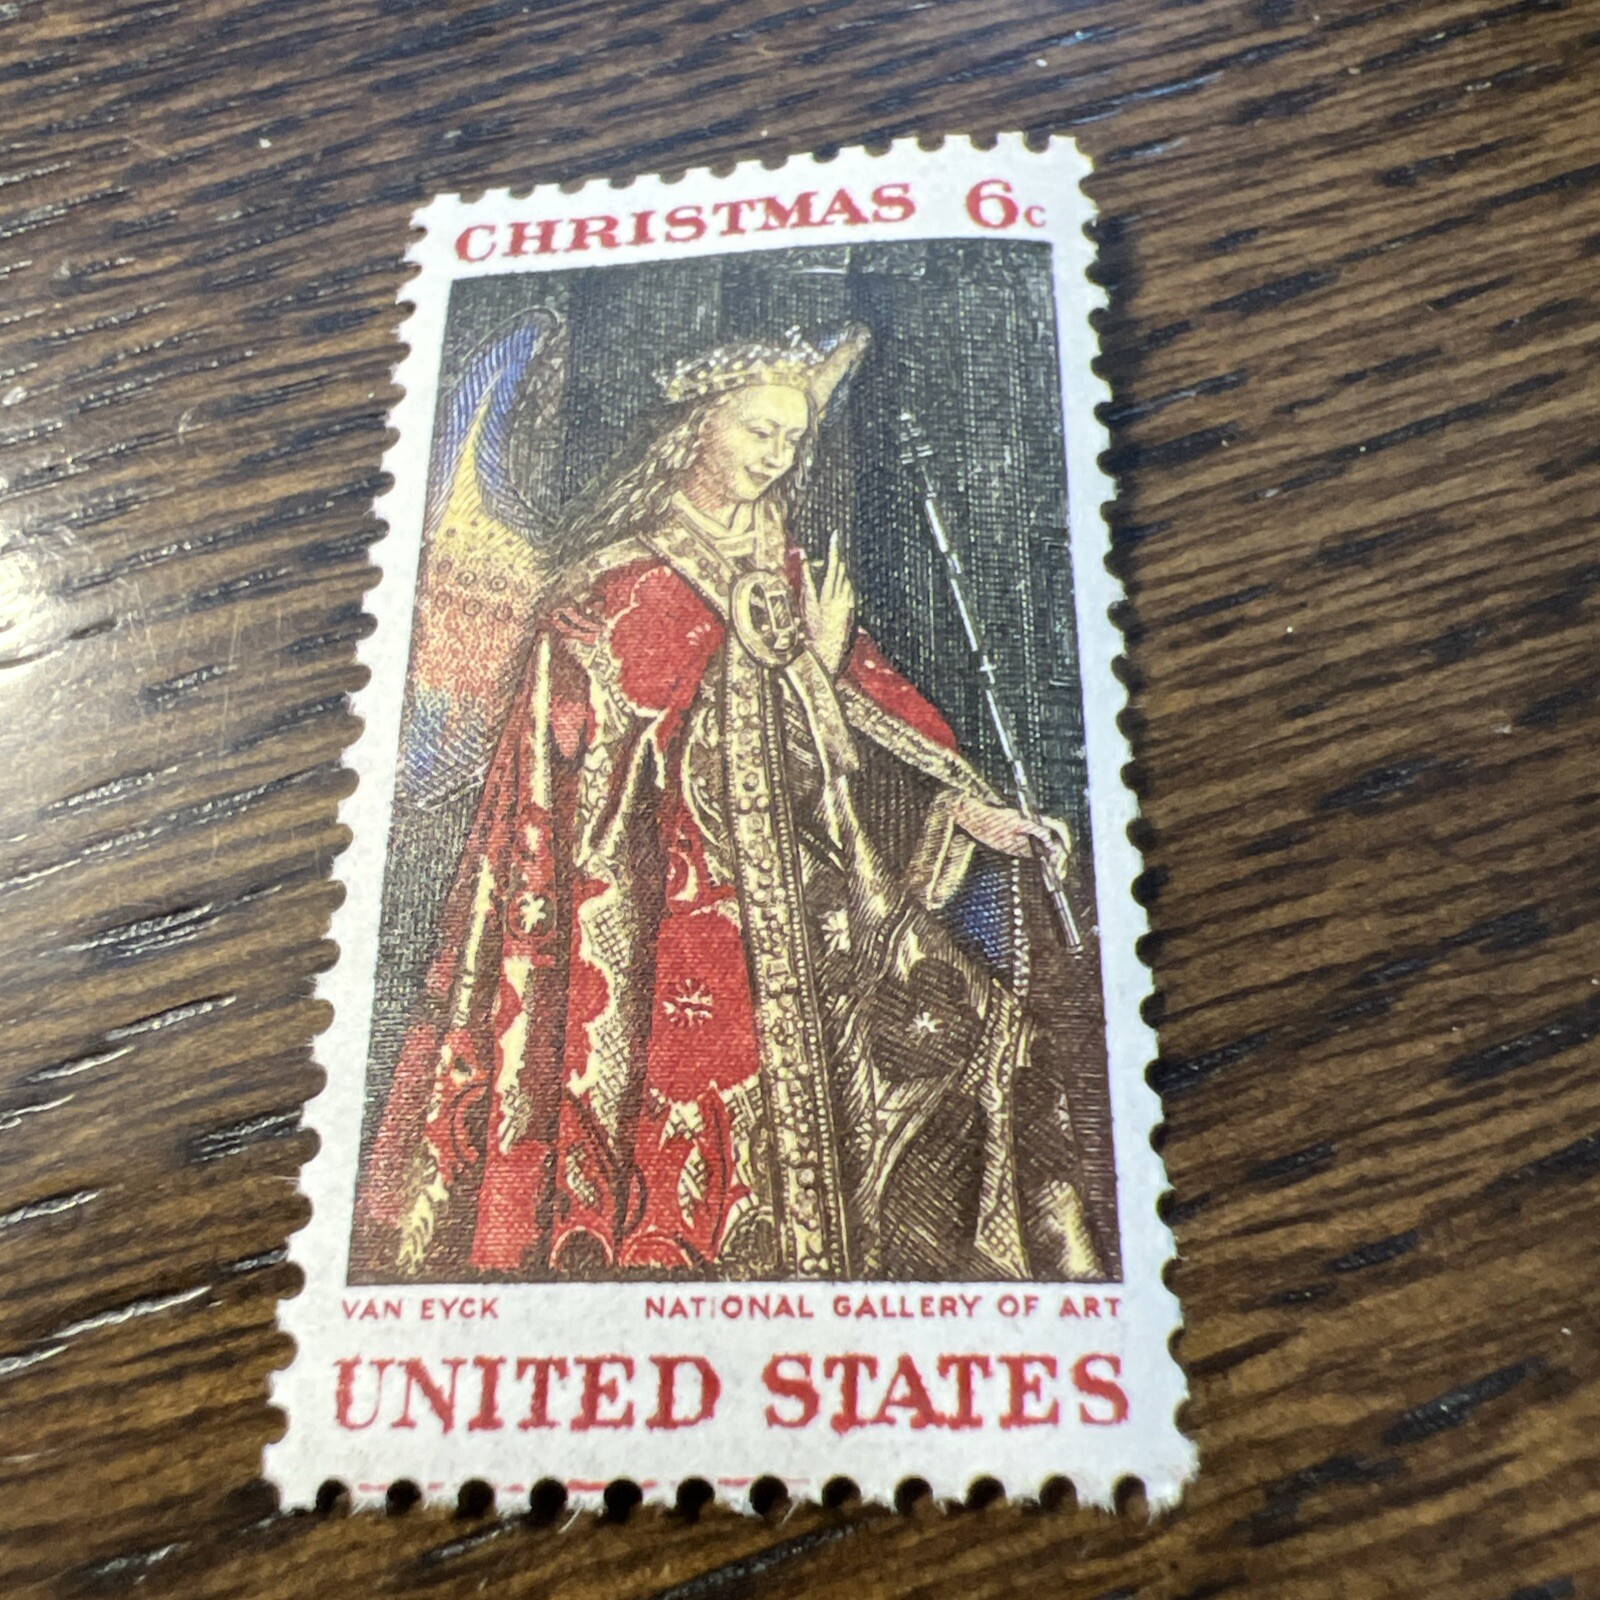 CHRISTMAS 6c
VAN EYCK NATIONAL GALLERY OF ART
UNITED STATES